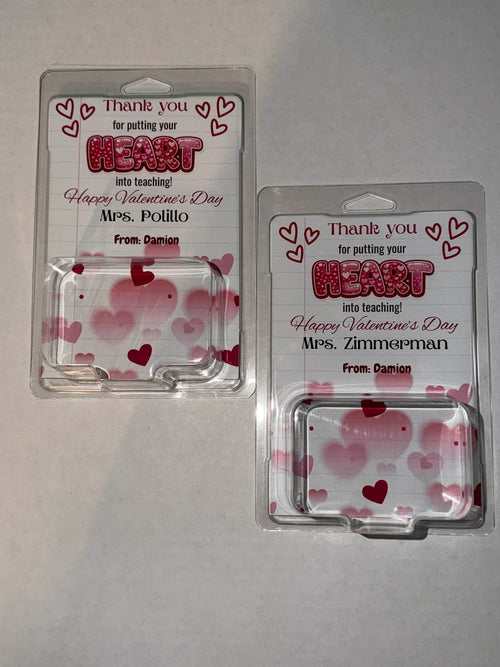 Thank you
for putting your
HEART
into teaching!
Happy Valentine's Day
Mrs. Polillo
From: Damion
Thank you
for putting your
HEART
into teaching!
Happy Valentine's Day
Mrs. Zimmerman
From: Damion